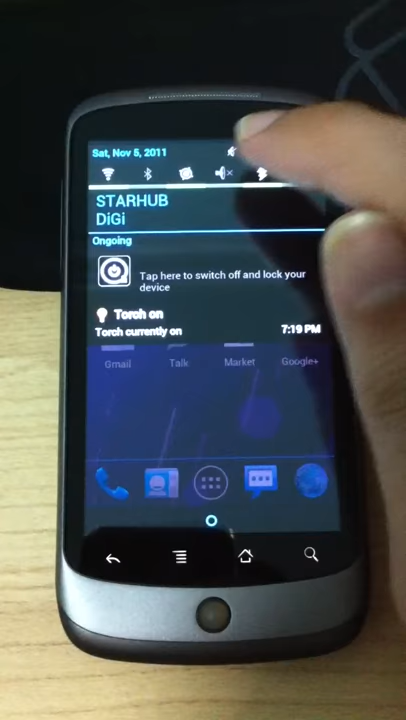 Sat, Nov 5, 2011
STARHUB
DiGi
Ongoing
Tap here to switch off and lock your
device
Torch on
Torch currently on 7:19 PM
Gmail Talk Market Google+